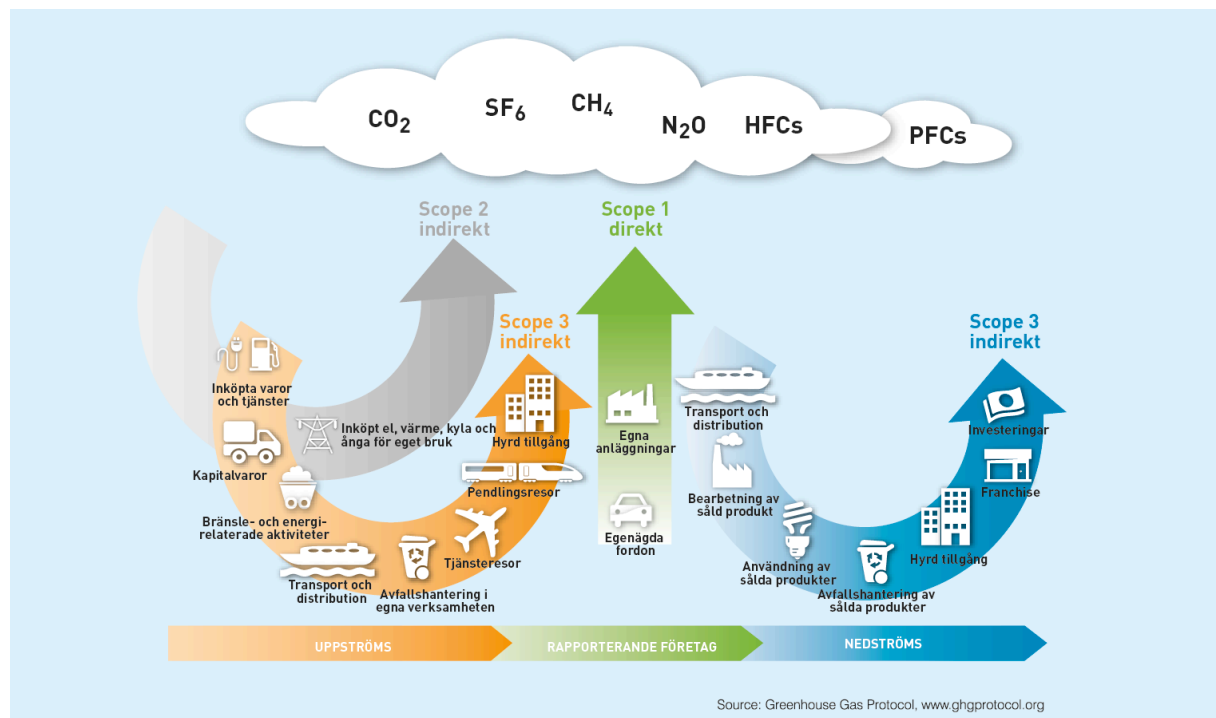 CO2
SF6
CH4
N2O
HFCs
PFCs
Scope 2
indirekt
Scope 1
direkt
Scope 3
indirekt
Scope 3
indirekt
Inköpta varor
och tjänster
Inköpt el, värme, kyla och
ånga för eget bruk
Kapitalvaror
Bränsle- och energi-
relaterade aktiviteter
Transport och
distribution
Avfallshantering i
egna verksamheten
Tjänsteresor
Pendlingsresor
Hyrd tillgång
Egna
anläggningar
Egenägda
fordon
Transport och
distribution
Bearbetning av
såld produkt
Användning av
sålda produkter
Avfallshantering av
sålda produkter
Hyrd tillgång
Franchise
Investeringar
UPPSTRÖMS
RAPPORTERANDE FÖRETAG
NEDSTRÖMS
Source: Greenhouse Gas Protocol, www.ghgprotocol.org